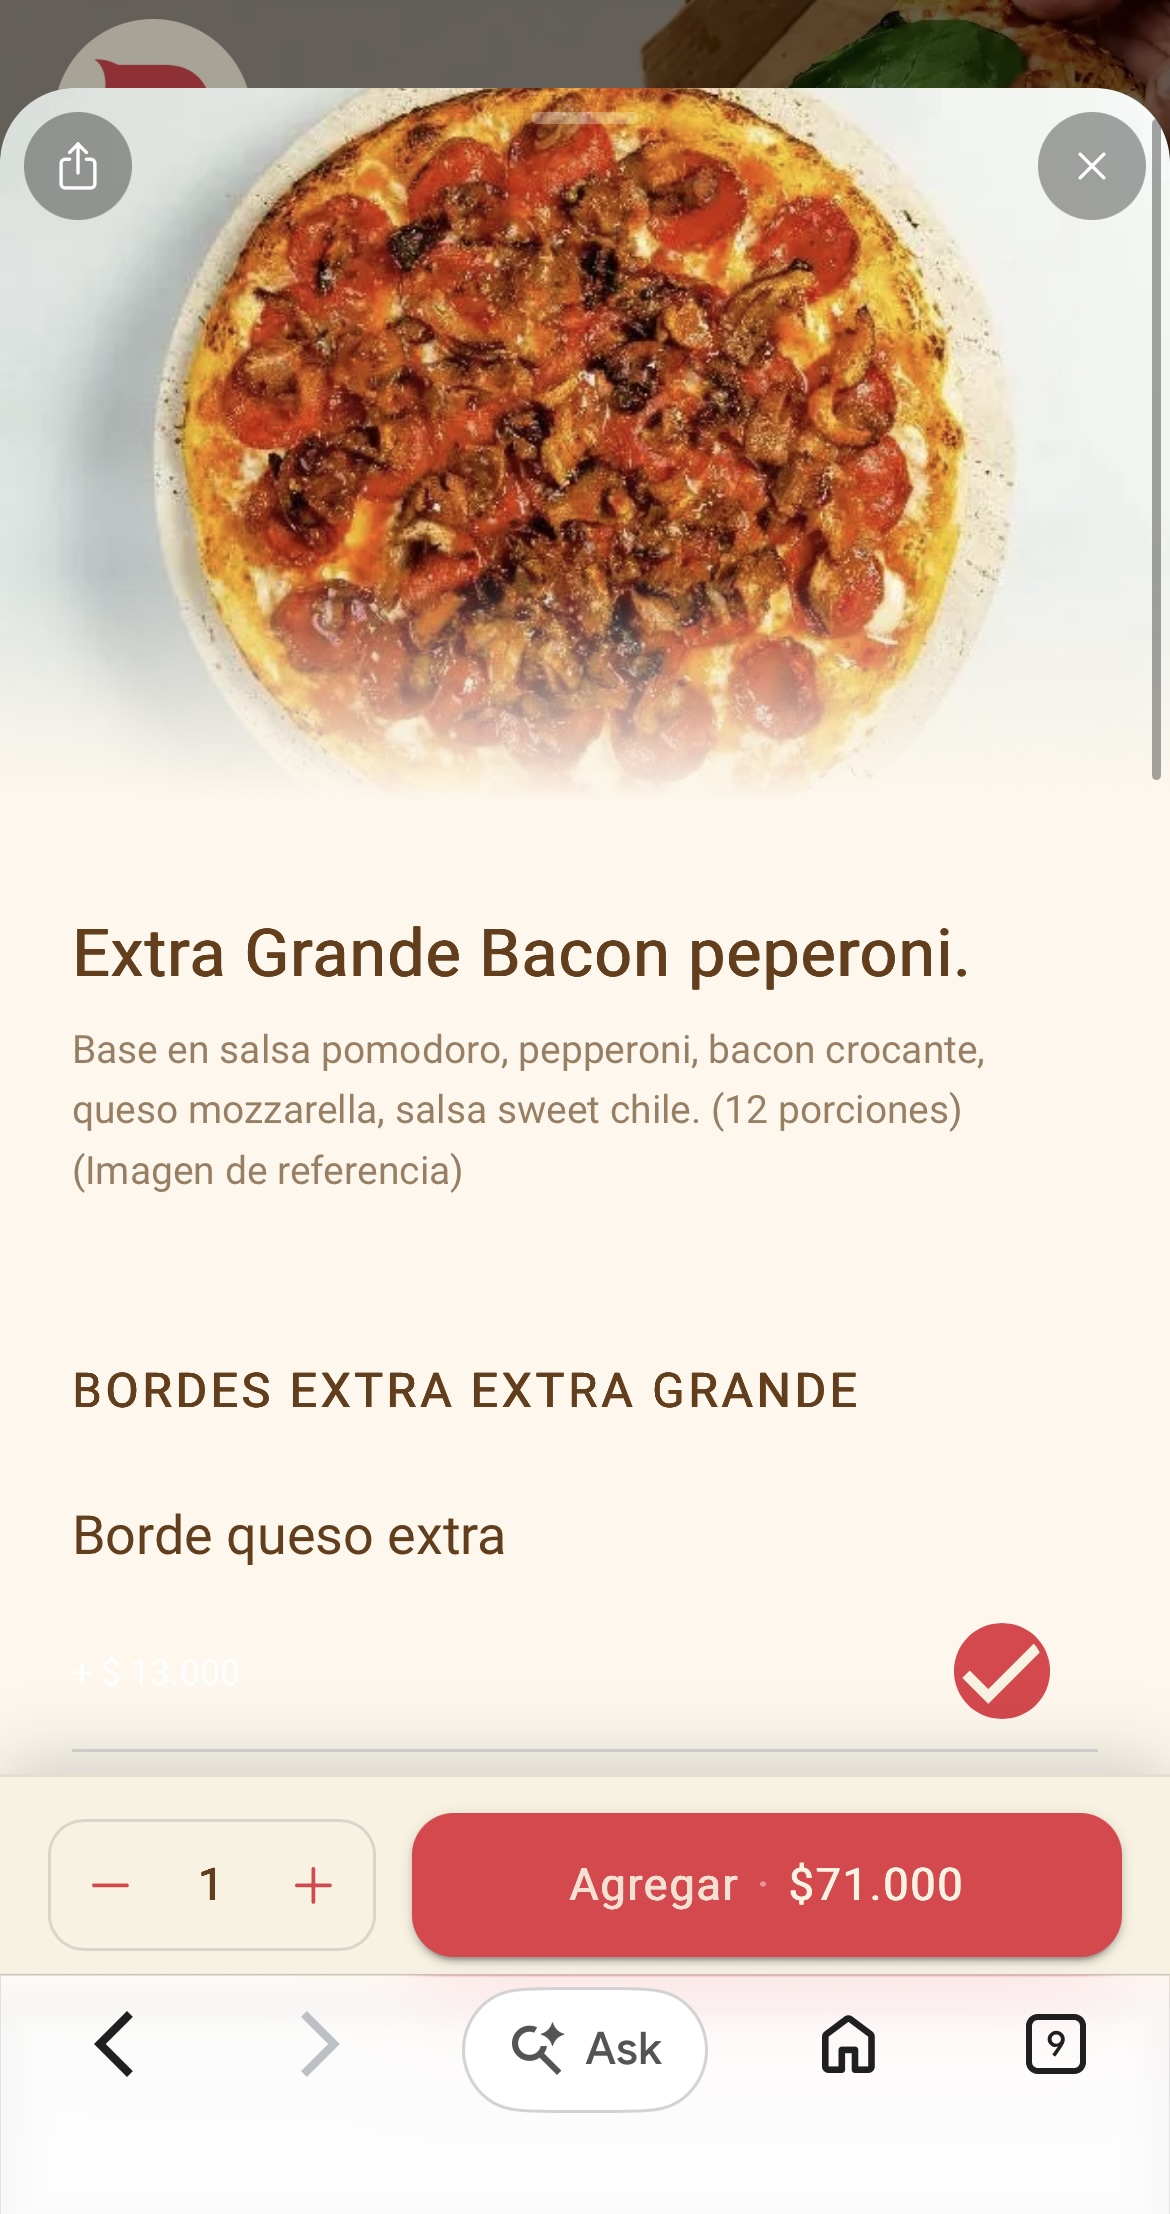 Extra Grande Bacon peperoni.
Base en salsa pomodoro, pepperoni, bacon crocante,
queso mozzarella, salsa sweet chile. (12 porciones)
(Imagen de referencia)
BORDES EXTRA EXTRA GRANDE
Borde queso extra
+ $ 13.000
1
Agregar · $71.000
Ask
9